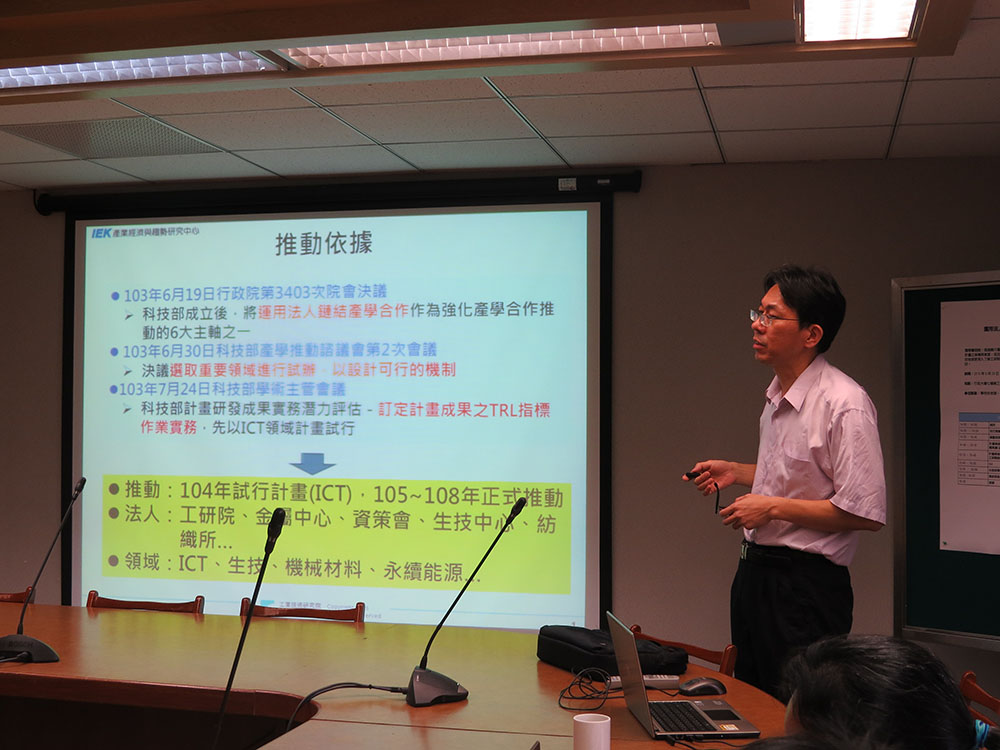 IEK 產業經濟與趨勢研究中心
推動依據
● 103年6月19日行政院第3403次院會決議
➢ 科技部成立後，將運用法人鏈結產學合作作為強化產學合作推
動的6大主軸之一
● 103年6月30日科技部產學推動諮議會第2次會議
➢ 決議選取重要領域進行試辦，以設計可行的機制
●103年7月24日科技部學術主管會議
➢ 科技部計畫研發成果實務潛力評估－訂定計畫成果之TRL指標
作業實務，先以ICT領域計畫試行
● 推動：104年試行計畫(ICT)，105~108年正式推動
● 法人：工研院、金屬中心、資策會、生技中心、紡
織所...
● 領域：ICT、生技、機械材料、永續能源...